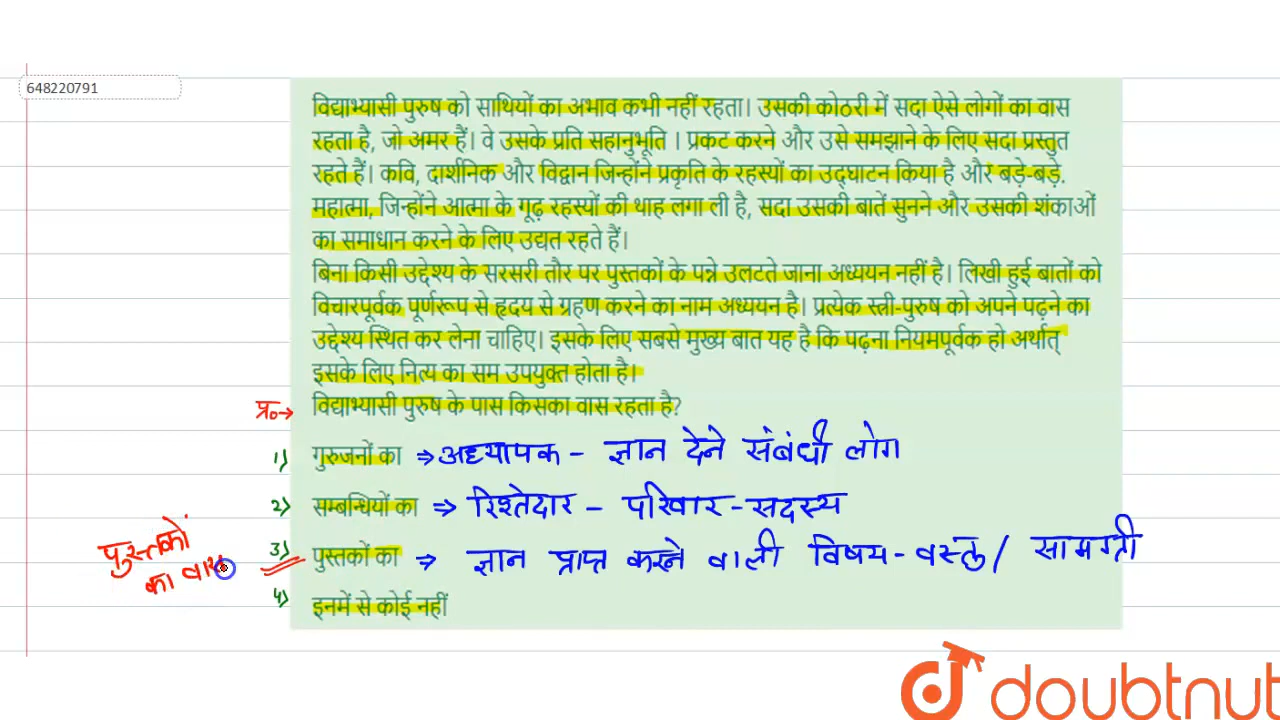 648220791
विद्याभ्यासी पुरुष को साथियों का अभाव कभी नहीं रहता। उसकी कोठरी में सदा ऐसे लोगों का वास
रहता है, जो अमर हैं। वे उसके प्रति सहानुभूति । प्रकट करने और उसे समझाने के लिए सदा प्रस्तुत
रहते हैं। कवि, दार्शनिक और विद्वान जिन्होंने प्रकृति के रहस्यों का उद्घाटन किया है और बड़े-बड़े.
महात्मा, जिन्होंने आत्मा के गूढ़ रहस्यों की थाह लगा ली है, सदा उसकी बातें सुनने और उसकी शंकाओं
का समाधान करने के लिए उद्यत रहते हैं।
बिना किसी उद्देश्य के सरसरी तौर पर पुस्तकों के पन्ने उलटते जाना अध्ययन नहीं है। लिखी हुई बातों को
विचारपूर्वक पूर्णरूप से हृदय से ग्रहण करने का नाम अध्ययन है। प्रत्येक स्त्री-पुरुष को अपने पढ़ने का
उद्देश्य स्थित कर लेना चाहिए। इसके लिए सबसे मुख्य बात यह है कि पढ़ना नियमपूर्वक हो अर्थात्
इसके लिए नित्य का सम उपयुक्त होता है।
प्र०→ विद्याभ्यासी पुरुष के पास किसका वास रहता है?
1) गुरुजनों का ⇒ अध्यापक - ज्ञान देने संबंधी लोग
2) सम्बन्धियों का ⇒ रिश्तेदार - परिवार - सदस्य
3) पुस्तकों का ⇒ ज्ञान प्राप्त करने वाली विषय - वस्तु / सामग्री
पुस्तकों
का वास
4) इनमें से कोई नहीं
doubtnut